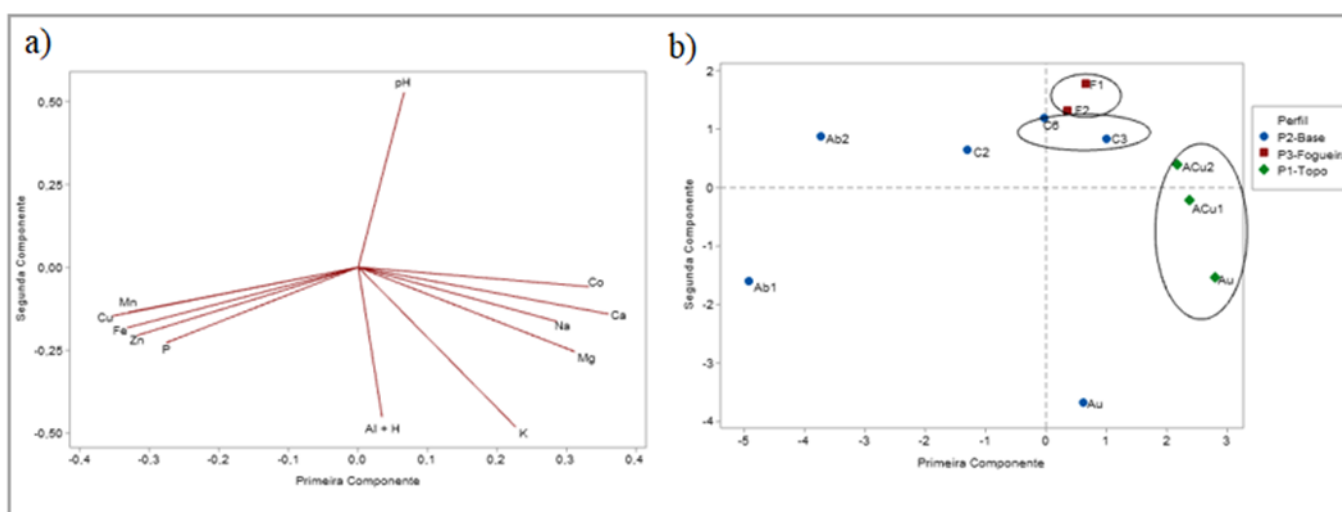 a)
pH
0,50
0,25
0,00
-0,25
-0,50
Segunda Componente
Mn
Cu
Fe
Zn
P
Co
Ca
Na
Mg
Al + H
K
-0,4 -0,3 -0,2 -0,1 0,0 0,1 0,2 0,3 0,4
Primeira Componente
b)
2
1
0
-1
-2
-3
-4
Segunda Componente
F1
F2
C6
C3
Ab2
C2
ACu2
ACu1
Au
Ab1
Au
-5 -4 -3 -2 -1 0 1 2 3
Primeira Componente
Perfil
P2-Base
P3-Fogueira
P1-Topo